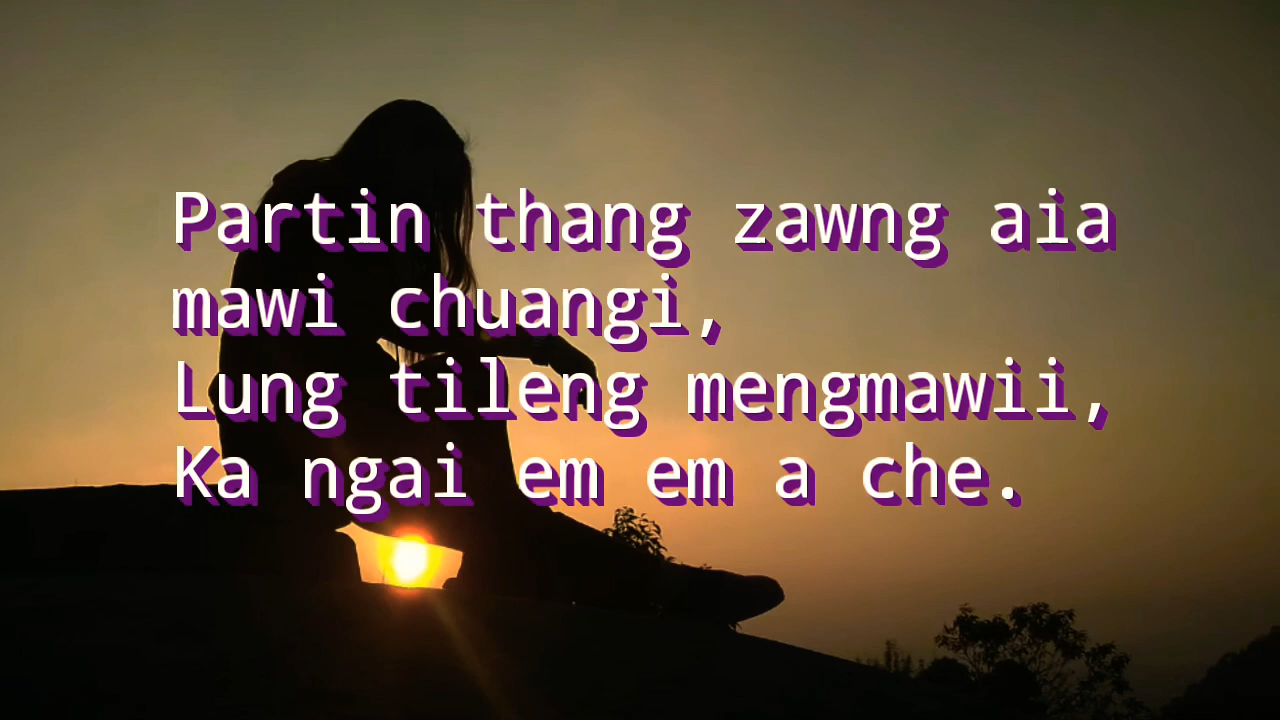 Partin thang zawng aia
mawi chuangi,
Lung tileng mengmawii,
Ka ngai em em a che.